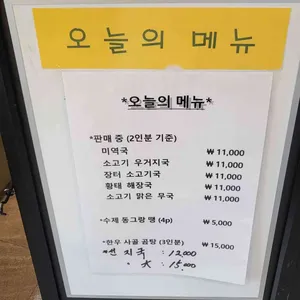 오늘의 메뉴
*오늘의 메뉴*
*판매 중 (2인분 기준)
미역국 ₩ 11,000
소고기 우거지국 ₩ 11,000
장터 소고기국 ₩ 11,000
황태 해장국 ₩ 11,000
소고기 맑은 무국 ₩ 11,000
*수제 동그랑 땡 (4p) ₩ 5,000
*한우 사골 곰탕 (3인분) ₩ 15,000
*선지국 : 12,000
" 大 : 15,000